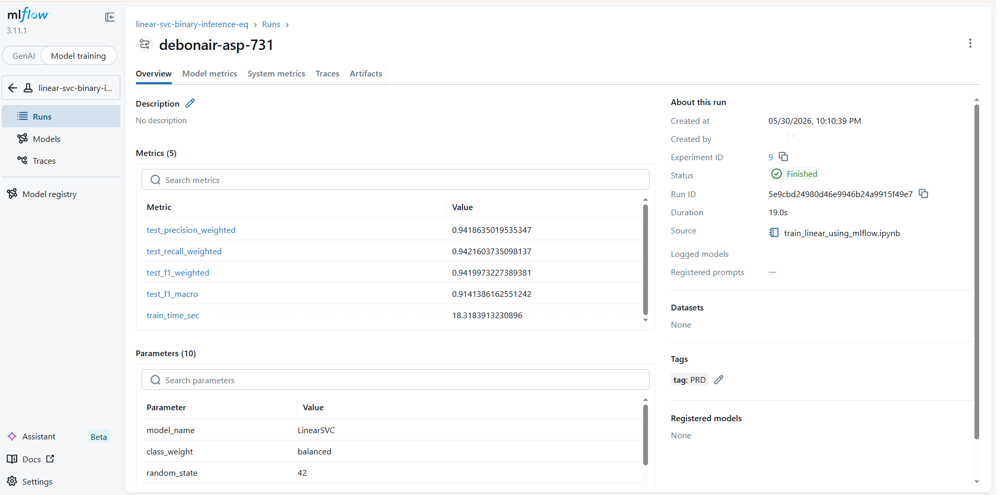 mlflow
3.11.1
GenAI
Model training
linear-svc-binary-i...
Runs
Models
Traces
Model registry
Assistant
Beta
Docs
Settings
linear-svc-binary-inference-eq › Runs ›
debonair-asp-731
Overview
Model metrics
System metrics
Traces
Artifacts
Description
No description
Metrics (5)
Search metrics
Metric Value
test_precision_weighted 0.9418635019535347
test_recall_weighted 0.9421603735098137
test_f1_weighted 0.9419973227389381
test_f1_macro 0.9141386162551242
train_time_sec 18.3183913230896
Parameters (10)
Search parameters
Parameter Value
model_name LinearSVC
class_weight balanced
random_state 42
About this run
Created at 05/30/2026, 10:10:39 PM
Created by
Experiment ID 9
Status Finished
Run ID 5e9cbd24980d46e9946b24a9915f49e7
Duration 19.0s
Source train_linear_using_mlflow.ipynb
Logged models
Registered prompts —
Datasets
None
Tags
tag: PRD
Registered models
None